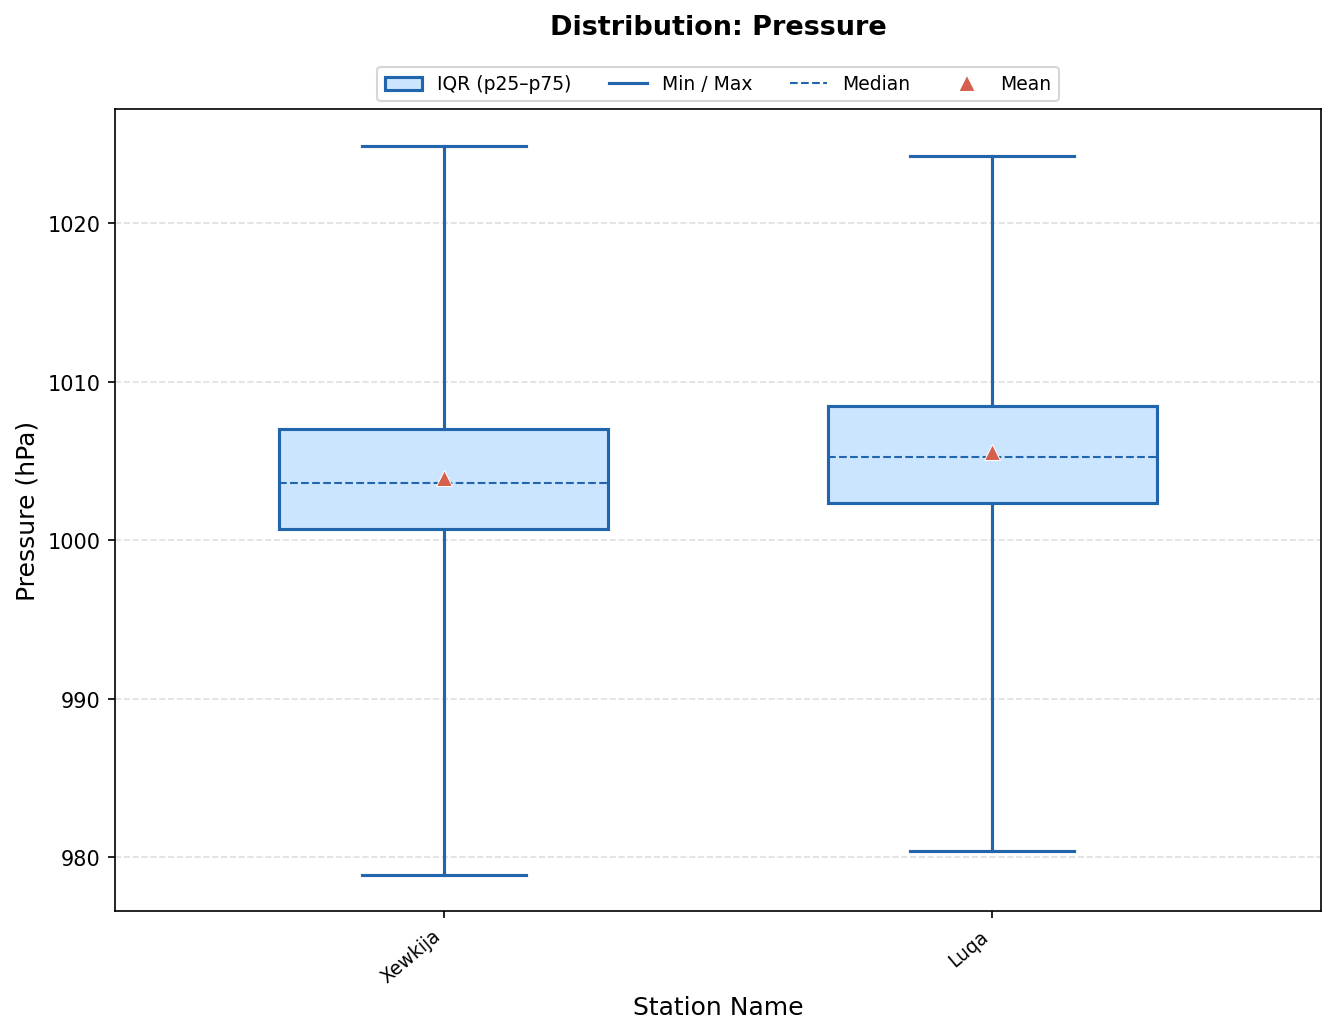 Distribution: Pressure
IQR (p25–p75) Min / Max Median Mean
1020
1010
1000
990
980
Pressure (hPa)
Xewkija Luqa
Station Name